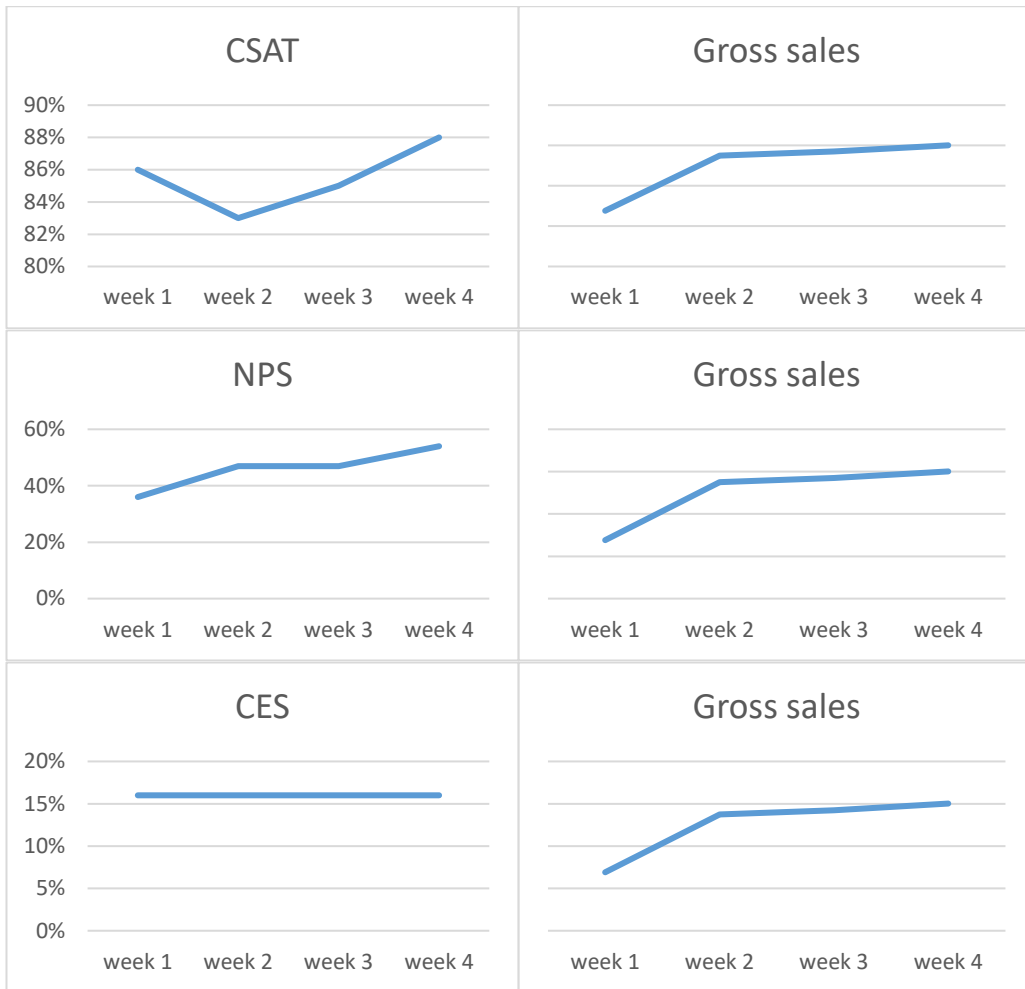 CSAT
90%
88%
86%
84%
82%
80%
week 1 week 2 week 3 week 4
Gross sales
week 1 week 2 week 3 week 4
NPS
60%
40%
20%
0%
week 1 week 2 week 3 week 4
Gross sales
week 1 week 2 week 3 week 4
CES
20%
15%
10%
5%
0%
week 1 week 2 week 3 week 4
Gross sales
week 1 week 2 week 3 week 4